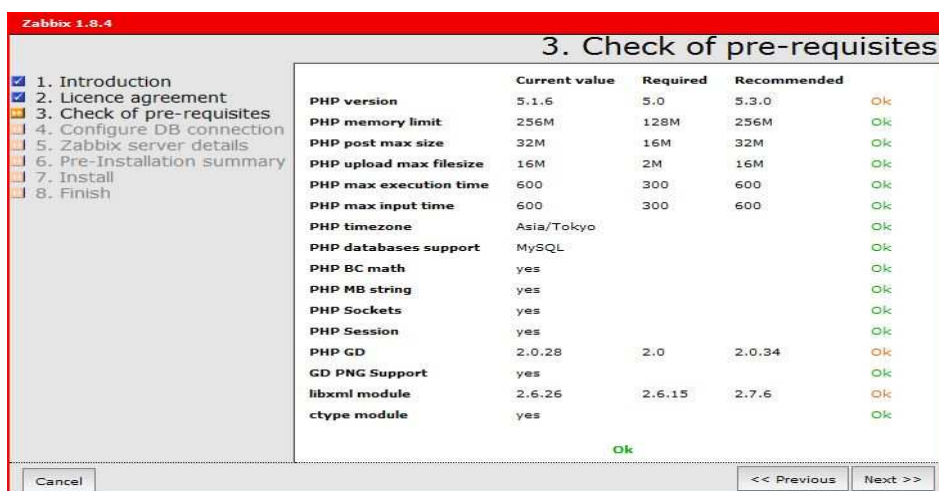 Zabbix 1.8.4
3. Check of pre-requisites
1. Introduction
2. Licence agreement
3. Check of pre-requisites
4. Configure DB connection
5. Zabbix server details
6. Pre-Installation summary
7. Install
8. Finish
Current value Required Recommended
PHP version 5.1.6 5.0 5.3.0 Ok
PHP memory limit 256M 128M 256M Ok
PHP post max size 32M 16M 32M Ok
PHP upload max filesize 16M 2M 16M Ok
PHP max execution time 600 300 600 Ok
PHP max input time 600 300 600 Ok
PHP timezone Asia/Tokyo Ok
PHP databases support MySQL Ok
PHP BC math yes Ok
PHP MB string yes Ok
PHP Sockets yes Ok
PHP Session yes Ok
PHP GD 2.0.28 2.0 2.0.34 Ok
GD PNG Support yes Ok
libxml module 2.6.26 2.6.15 2.7.6 Ok
ctype module yes Ok
Ok
Cancel << Previous Next >>